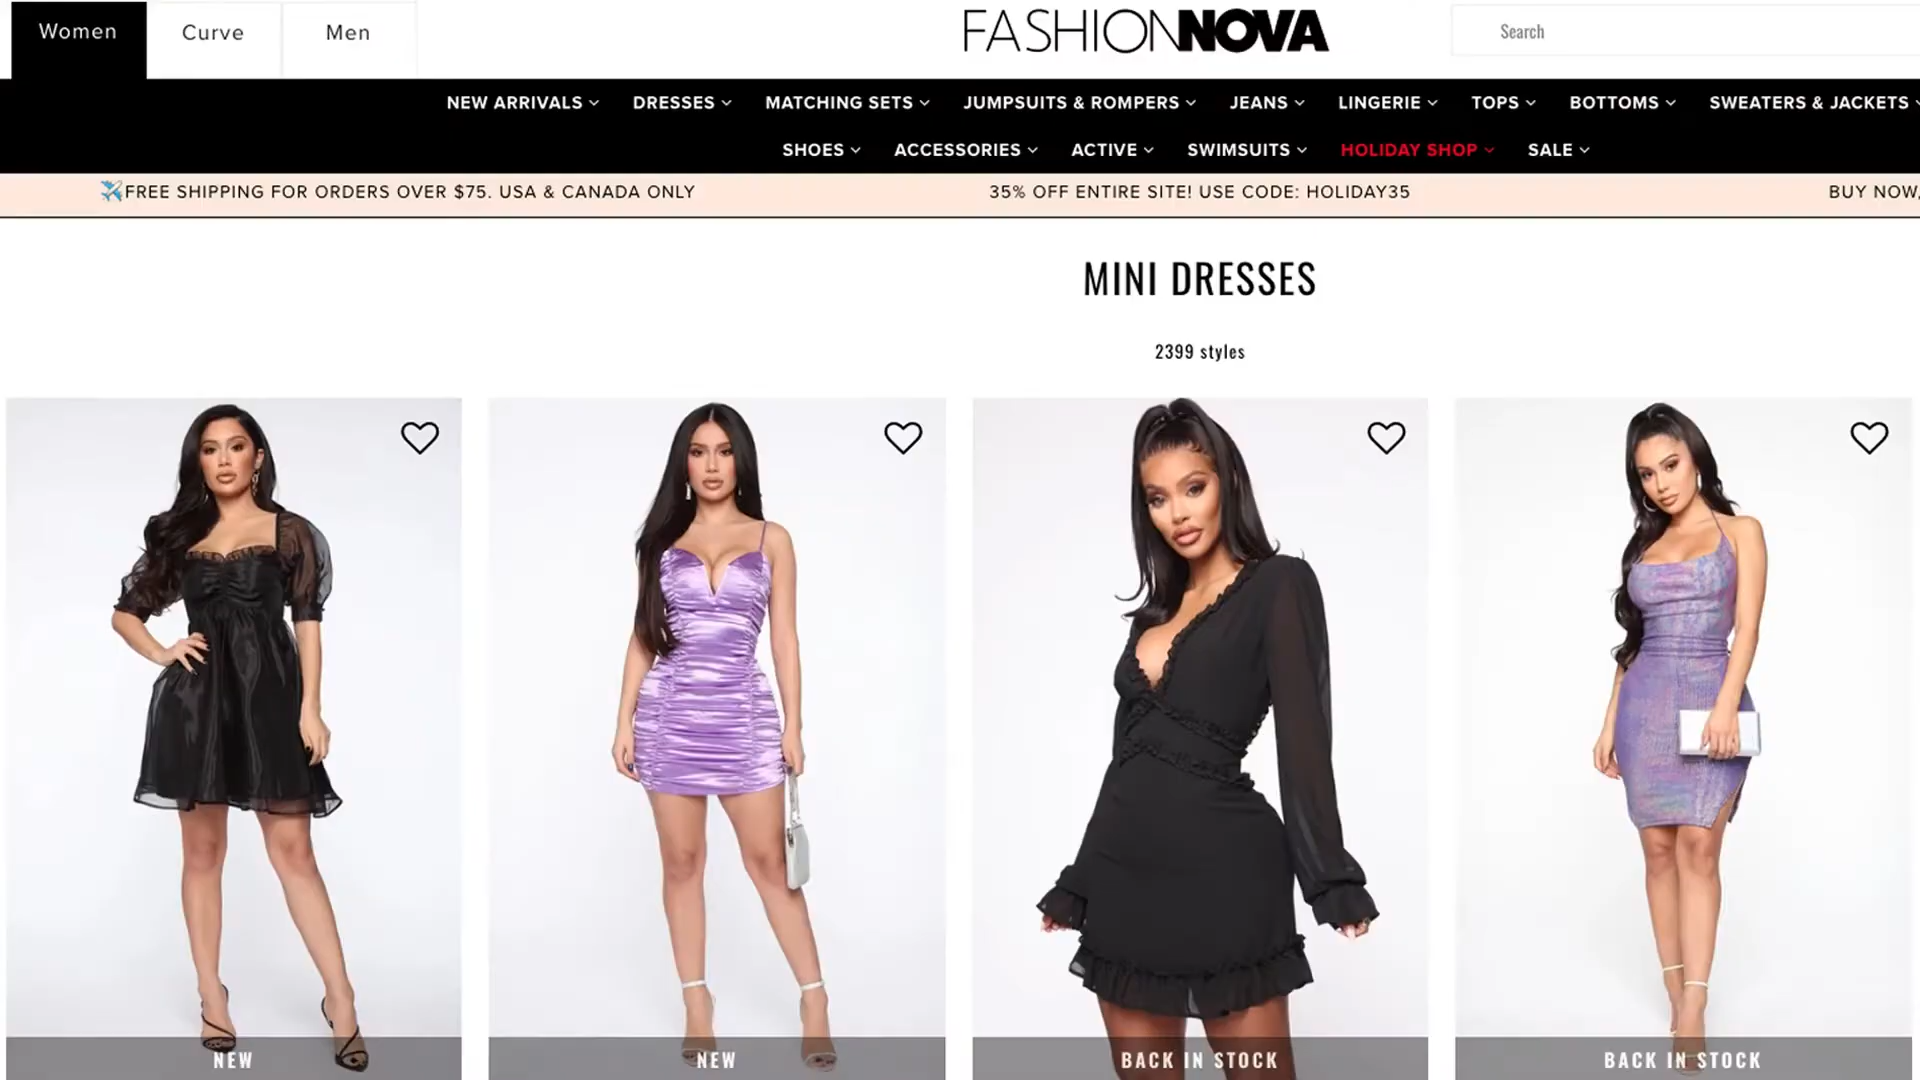 Women
Curve
Men
FASHIONNOVA
Search
NEW ARRIVALS
DRESSES
MATCHING SETS
JUMPSUITS & ROMPERS
JEANS
LINGERIE
TOPS
BOTTOMS
SWEATERS & JACKETS
SHOES
ACCESSORIES
ACTIVE
SWIMSUITS
HOLIDAY SHOP
SALE
✈️FREE SHIPPING FOR ORDERS OVER $75. USA & CANADA ONLY
35% OFF ENTIRE SITE! USE CODE: HOLIDAY35
BUY NOW,
MINI DRESSES
2399 styles
NEW
NEW
BACK IN STOCK
BACK IN STOCK